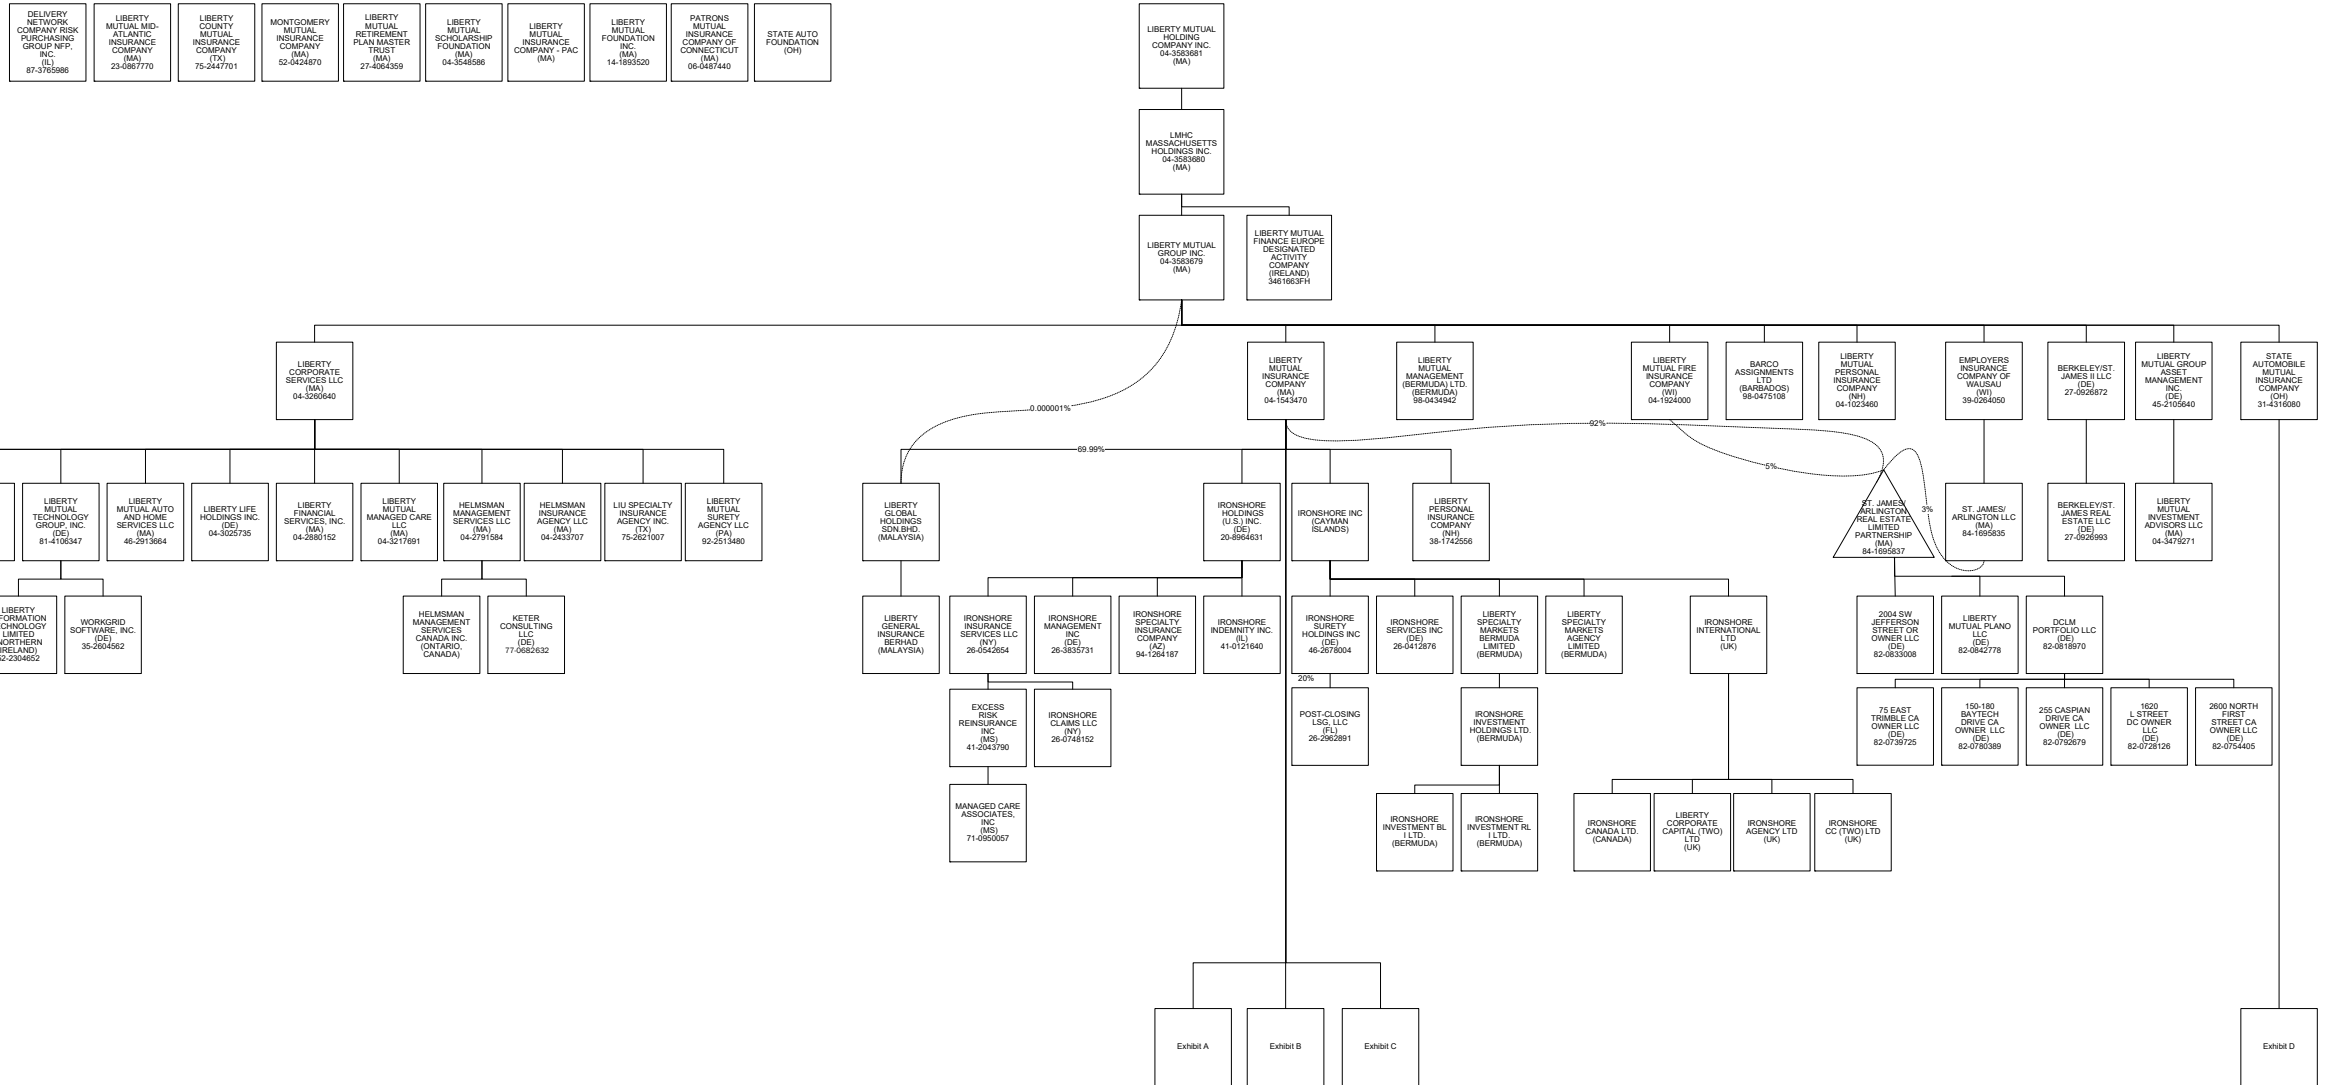 DELIVERY
NETWORK
COMPANY RISK
PURCHASING
GROUP NFP,
INC.
(IL)
87-3765986
LIBERTY
MUTUAL MID-
ATLANTIC
INSURANCE
COMPANY
(MA)
23-0867770
LIBERTY
COUNTY
MUTUAL
INSURANCE
COMPANY
(TX)
75-2447701
MONTGOMERY
MUTUAL
INSURANCE
COMPANY
(MA)
52-0424870
LIBERTY
MUTUAL
RETIREMENT
PLAN MASTER
TRUST
(MA)
27-4064359
LIBERTY
MUTUAL
SCHOLARSHIP
FOUNDATION
(MA)
04-3548586
LIBERTY
MUTUAL
INSURANCE
COMPANY - PAC
(MA)
LIBERTY
MUTUAL
FOUNDATION
INC.
(MA)
14-1893520
PATRONS
MUTUAL
INSURANCE
COMPANY OF
CONNECTICUT
(MA)
06-0487440
STATE AUTO
FOUNDATION
(OH)
LIBERTY MUTUAL
HOLDING
COMPANY INC.
04-3583681
(MA)
LMHC
MASSACHUSETTS
HOLDINGS INC.
04-3583680
(MA)
LIBERTY MUTUAL
GROUP INC.
04-3583679
(MA)
LIBERTY MUTUAL
FINANCE EUROPE
DESIGNATED
ACTIVITY
COMPANY
(IRELAND)
3461663FH
LIBERTY
CORPORATE
SERVICES LLC
(MA)
04-3260640
LIBERTY
MUTUAL
INSURANCE
COMPANY
(MA)
04-1543470
LIBERTY
MUTUAL
MANAGEMENT
(BERMUDA) LTD.
(BERMUDA)
98-0434942
LIBERTY
MUTUAL FIRE
INSURANCE
COMPANY
(WI)
04-1924000
BARCO
ASSIGNMENTS
LTD
(BARBADOS)
98-0475108
LIBERTY
MUTUAL
PERSONAL
INSURANCE
COMPANY
(NH)
04-1023460
EMPLOYERS
INSURANCE
COMPANY OF
WAUSAU
(WI)
39-0264050
BERKELEY/ST.
JAMES II LLC
(DE)
27-0926872
LIBERTY
MUTUAL GROUP
ASSET
MANAGEMENT
INC.
(DE)
45-2105640
STATE
AUTOMOBILE
MUTUAL
INSURANCE
COMPANY
(OH)
31-4316080
0.000001%
92%
69.99%
5%
LIBERTY
MUTUAL
TECHNOLOGY
GROUP, INC.
(DE)
81-4106347
LIBERTY
MUTUAL AUTO
AND HOME
SERVICES LLC
(MA)
46-2913664
LIBERTY LIFE
HOLDINGS INC.
(DE)
04-3025735
LIBERTY
FINANCIAL
SERVICES, INC.
(MA)
04-2880152
LIBERTY
MUTUAL
MANAGED CARE
LLC
(MA)
04-3217691
HELMSMAN
MANAGEMENT
SERVICES LLC
(MA)
04-2791584
HELMSMAN
INSURANCE
AGENCY LLC
(MA)
04-2433707
LIU SPECIALTY
INSURANCE
AGENCY INC.
(TX)
75-2621007
LIBERTY
MUTUAL
SURETY
AGENCY LLC
(PA)
92-2513480
LIBERTY
GLOBAL
HOLDINGS
SDN.BHD.
(MALAYSIA)
IRONSHORE
HOLDINGS
(U.S.) INC.
(DE)
20-8964631
IRONSHORE INC
(CAYMAN
ISLANDS)
LIBERTY
PERSONAL
INSURANCE
COMPANY
(NH)
38-1742556
ST. JAMES/
ARLINGTON
REAL ESTATE
LIMITED
PARTNERSHIP
(MA)
84-1695837
3%
ST. JAMES/
ARLINGTON LLC
(MA)
84-1695835
BERKELEY/ST.
JAMES REAL
ESTATE LLC
(DE)
27-0926993
LIBERTY
MUTUAL
INVESTMENT
ADVISORS LLC
(MA)
04-3479271
LIBERTY
FORMATION
CHNOLOGY
LIMITED
NORTHERN
IRELAND)
52-2304652
WORKGRID
SOFTWARE, INC.
(DE)
35-2604562
HELMSMAN
MANAGEMENT
SERVICES
CANADA INC.
(ONTARIO,
CANADA)
KETER
CONSULTING
LLC
(DE)
77-0682632
LIBERTY
GENERAL
INSURANCE
BERHAD
(MALAYSIA)
IRONSHORE
INSURANCE
SERVICES LLC
(NY)
26-0542654
IRONSHORE
MANAGEMENT
INC
(DE)
26-3835731
IRONSHORE
SPECIALTY
INSURANCE
COMPANY
(AZ)
94-1264187
IRONSHORE
INDEMNITY INC.
(IL)
41-0121640
IRONSHORE
SURETY
HOLDINGS INC
(DE)
46-2678004
IRONSHORE
SERVICES INC
(DE)
26-0412876
LIBERTY
SPECIALTY
MARKETS
BERMUDA
LIMITED
(BERMUDA)
LIBERTY
SPECIALTY
MARKETS
AGENCY
LIMITED
(BERMUDA)
IRONSHORE
INTERNATIONAL
LTD
(UK)
2004 SW
JEFFERSON
STREET OR
OWNER LLC
(DE)
82-0833008
LIBERTY
MUTUAL PLANO
LLC
(DE)
82-0842778
DCLM
PORTFOLIO LLC
(DE)
82-0818970
20%
EXCESS
RISK
REINSURANCE
INC
(MS)
41-2043790
IRONSHORE
CLAIMS LLC
(NY)
26-0748152
POST-CLOSING
LSG, LLC
(FL)
26-2962891
IRONSHORE
INVESTMENT
HOLDINGS LTD.
(BERMUDA)
75 EAST
TRIMBLE CA
OWNER LLC
(DE)
82-0739725
150-180
BAYTECH
DRIVE CA
OWNER LLC
(DE)
82-0780389
255 CASPIAN
DRIVE CA
OWNER LLC
(DE)
82-0792679
1620
L STREET
DC OWNER
LLC
(DE)
82-0728126
2600 NORTH
FIRST
STREET CA
OWNER LLC
(DE)
82-0754405
MANAGED CARE
ASSOCIATES,
INC
(MS)
71-0950057
IRONSHORE
INVESTMENT BL
I LTD.
(BERMUDA)
IRONSHORE
INVESTMENT RL
I LTD.
(BERMUDA)
IRONSHORE
CANADA LTD.
(CANADA)
LIBERTY
CORPORATE
CAPITAL (TWO)
LTD
(UK)
IRONSHORE
AGENCY LTD
(UK)
IRONSHORE
CC (TWO) LTD
(UK)
Exhibit A
Exhibit B
Exhibit C
Exhibit D